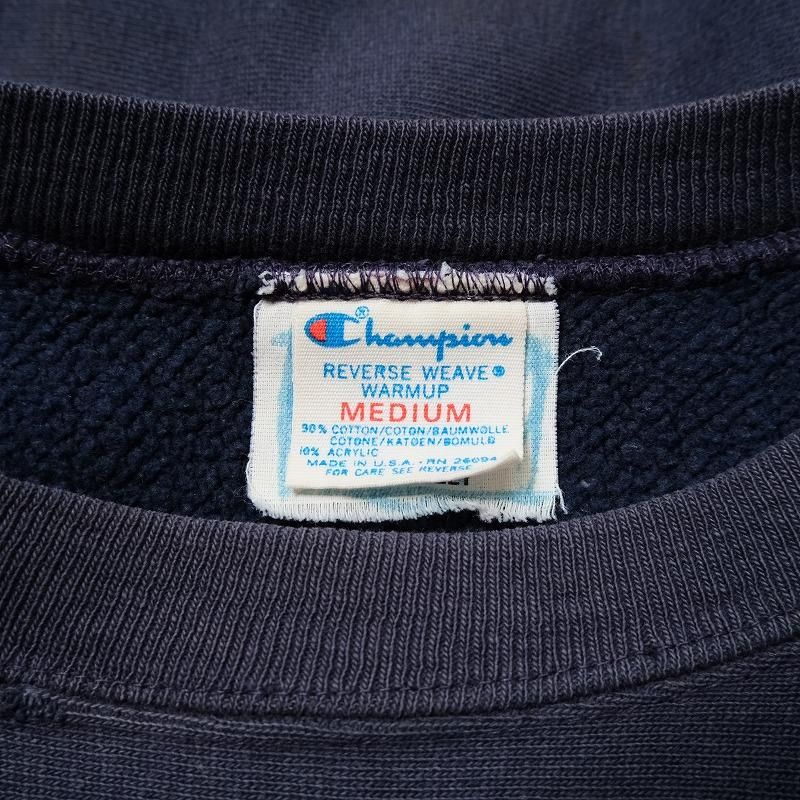 Champion®
REVERSE WEAVE®
WARMUP
MEDIUM
90% COTTON/COTON/BAUMWOLLE
COTONE/KATOEN/BOMULD
10% ACRYLIC
MADE IN U.S.A. · RN 26094
FOR CARE SEE REVERSE